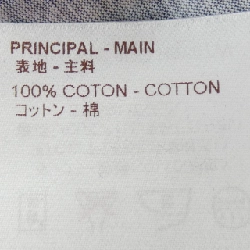 PRINCIPAL - MAIN
表地 - 主料
100% COTON - COTTON
コットン - 棉